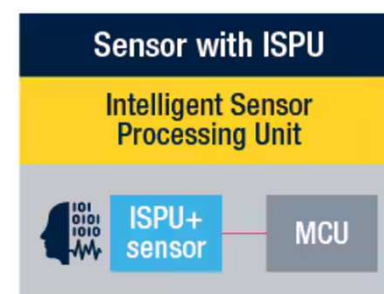 Sensor with ISPU
Intelligent Sensor
Processing Unit
101
0101
1010
ISPU+
sensor
MCU